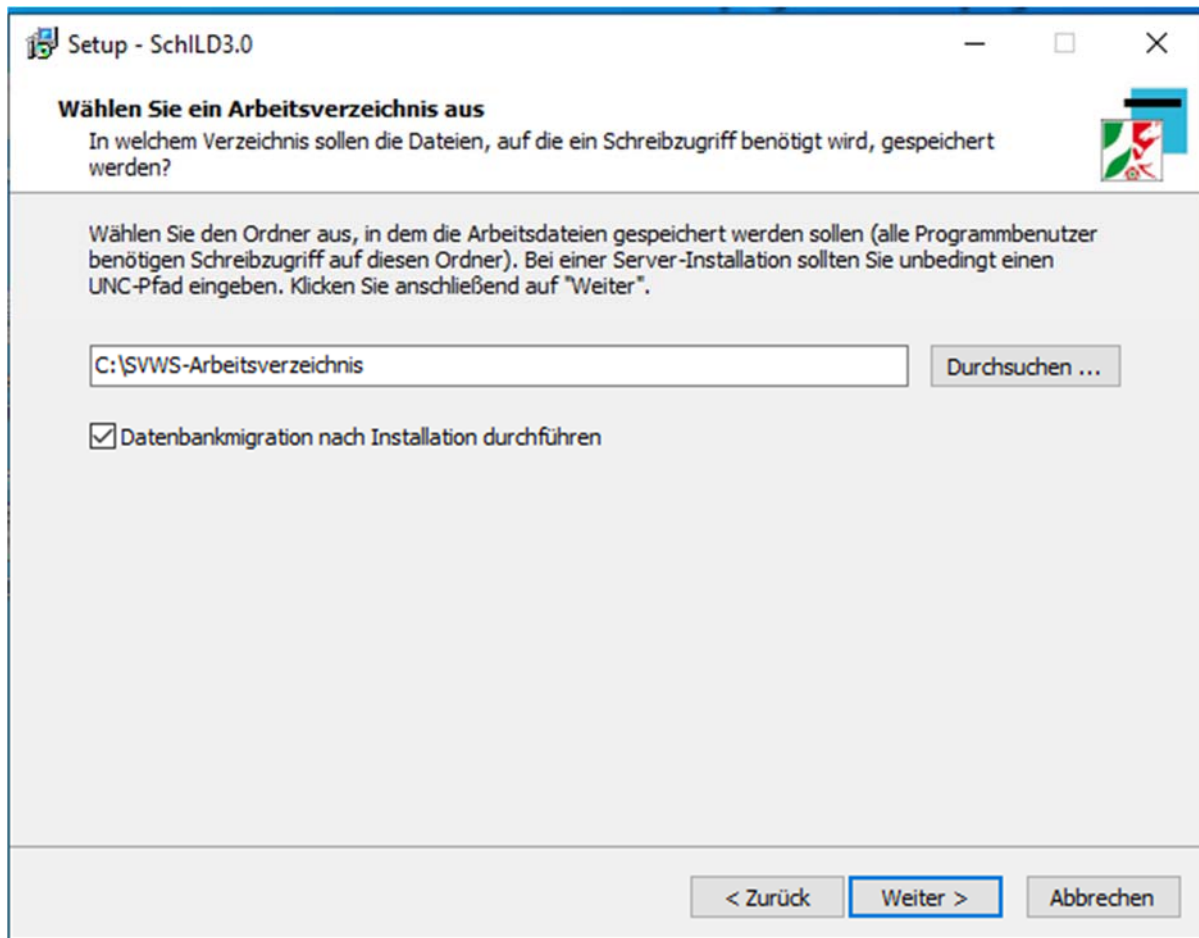 Setup - SchILD3.0
Wählen Sie ein Arbeitsverzeichnis aus
In welchem Verzeichnis sollen die Dateien, auf die ein Schreibzugriff benötigt wird, gespeichert
werden?
Wählen Sie den Ordner aus, in dem die Arbeitsdateien gespeichert werden sollen (alle Programmbenutzer
benötigen Schreibzugriff auf diesen Ordner). Bei einer Server-Installation sollten Sie unbedingt einen
UNC-Pfad eingeben. Klicken Sie anschließend auf "Weiter".
C:\SVWS-Arbeitsverzeichnis
Durchsuchen ...
Datenbankmigration nach Installation durchführen
< Zurück
Weiter >
Abbrechen